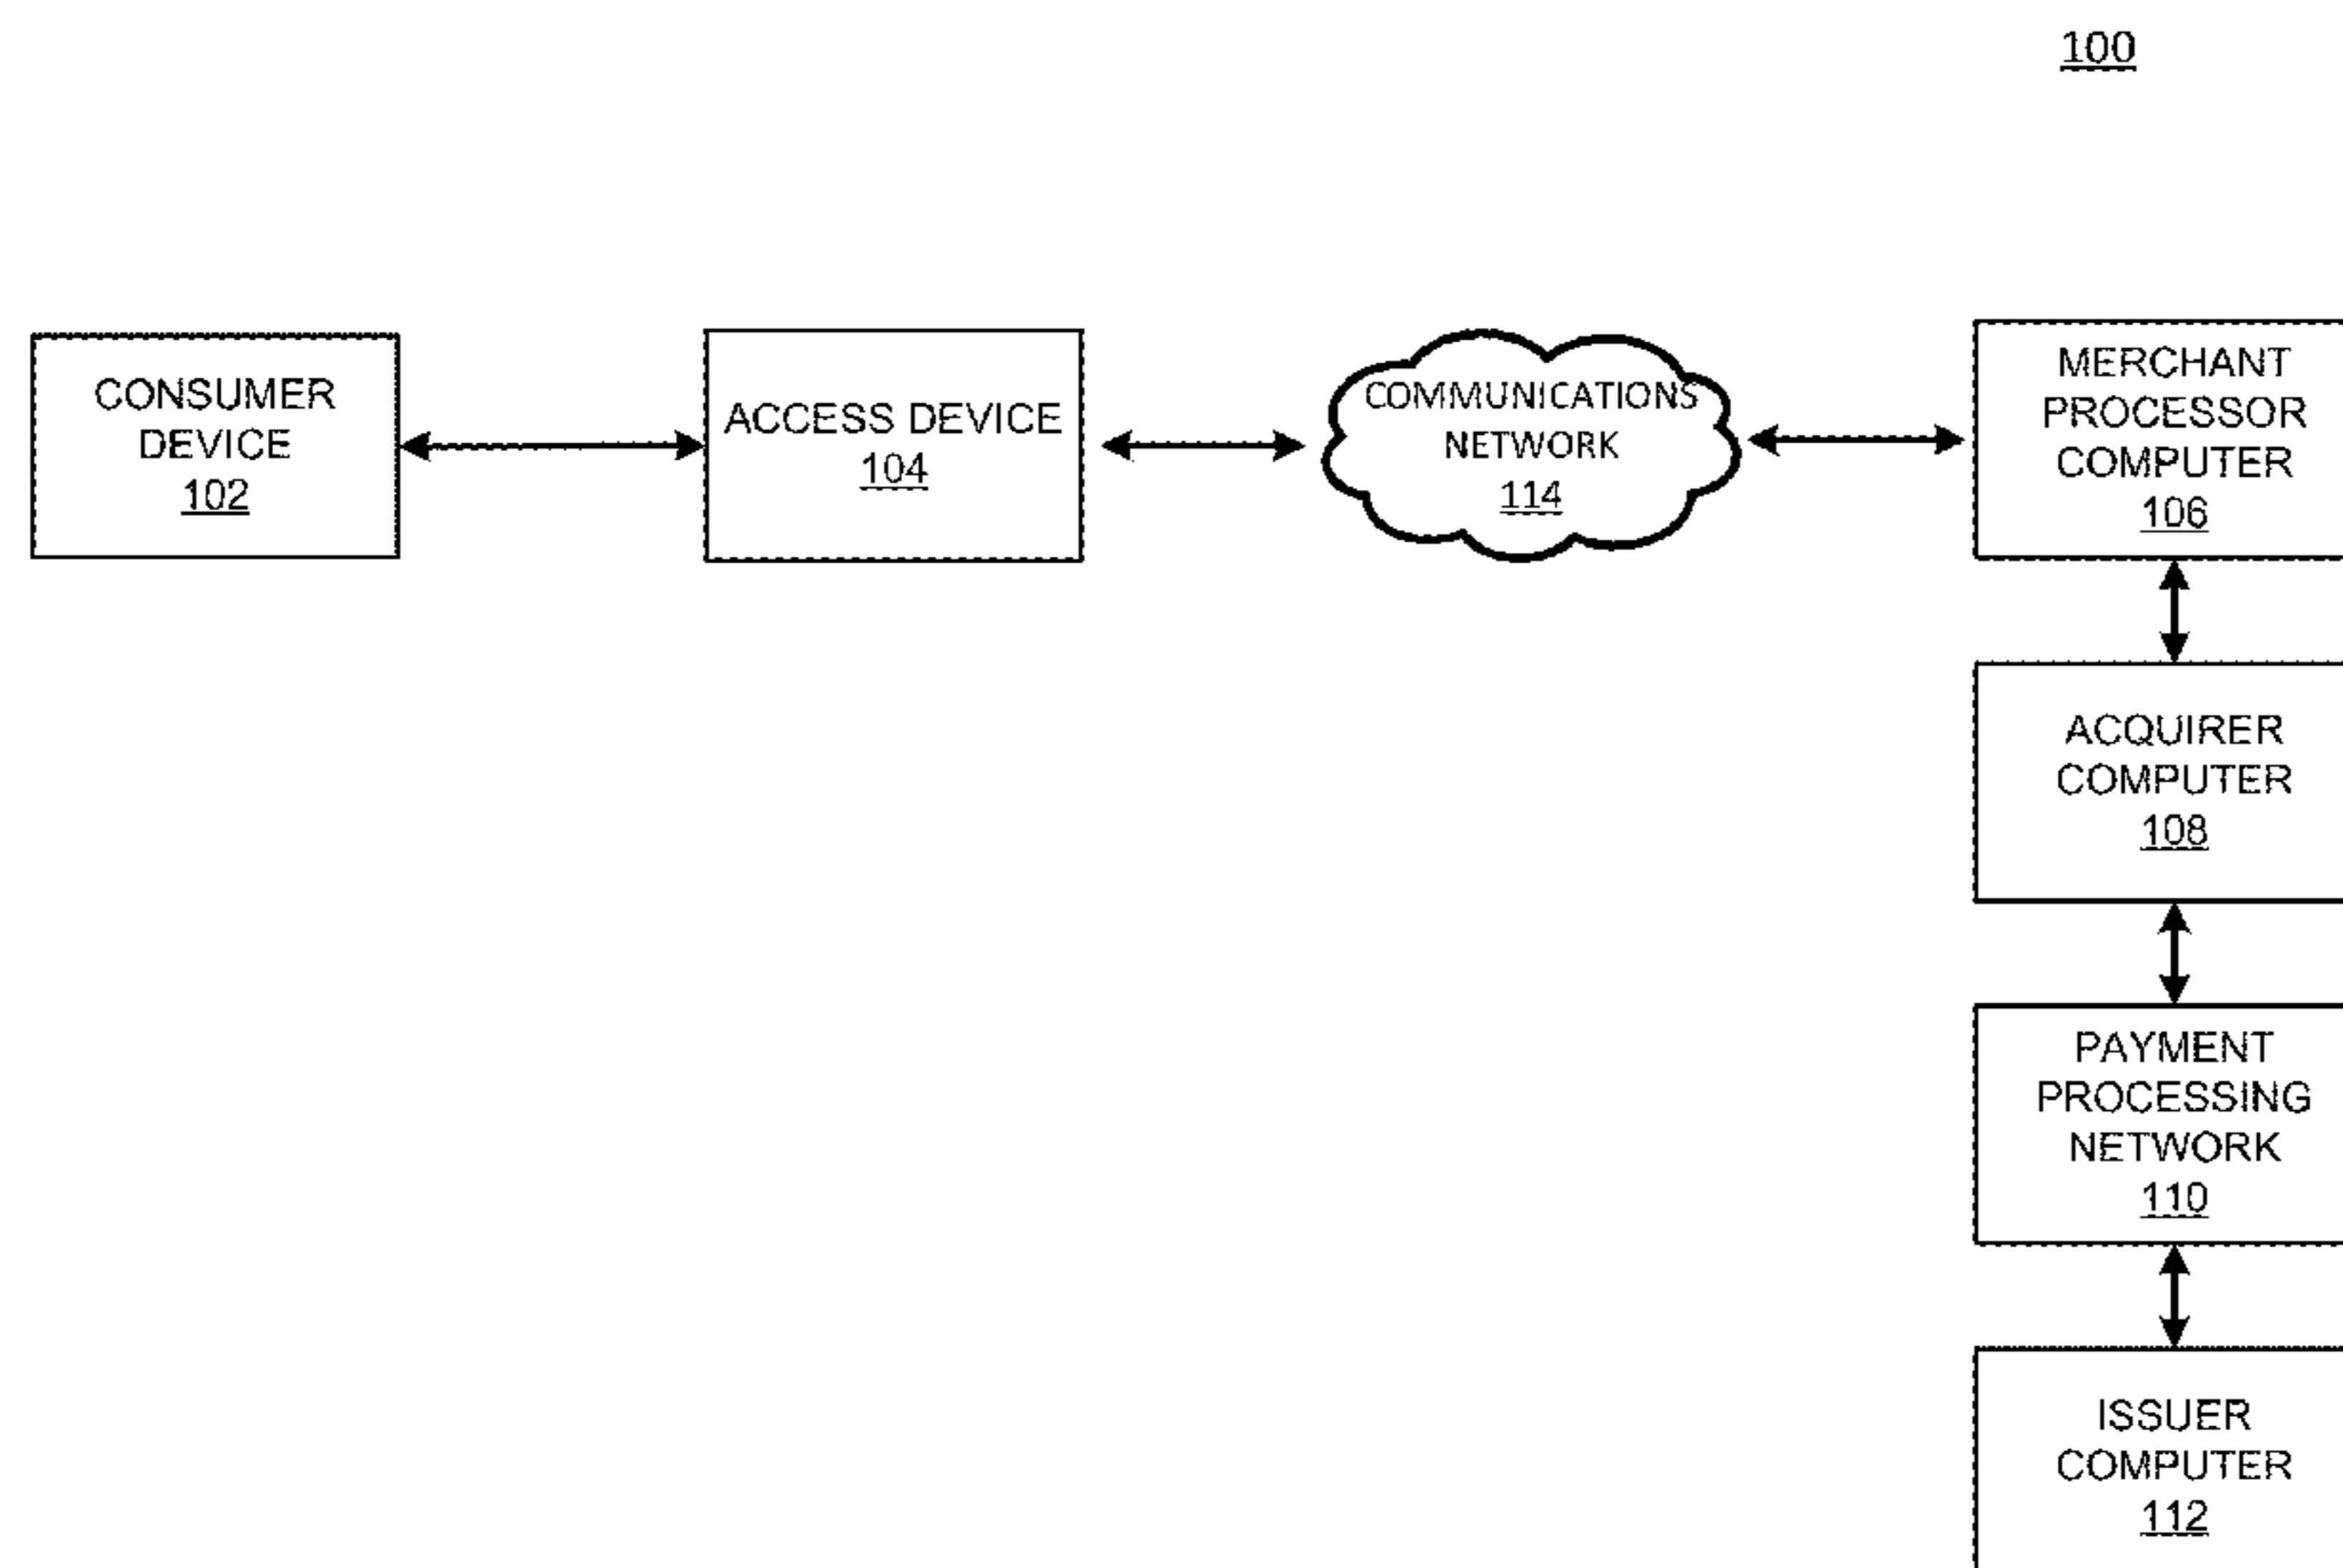 100
CONSUMER
DEVICE
102
ACCESS DEVICE
104
COMMUNICATIONS
NETWORK
114
MERCHANT
PROCESSOR
COMPUTER
106
ACQUIRER
COMPUTER
108
PAYMENT
PROCESSING
NETWORK
110
ISSUER
COMPUTER
112